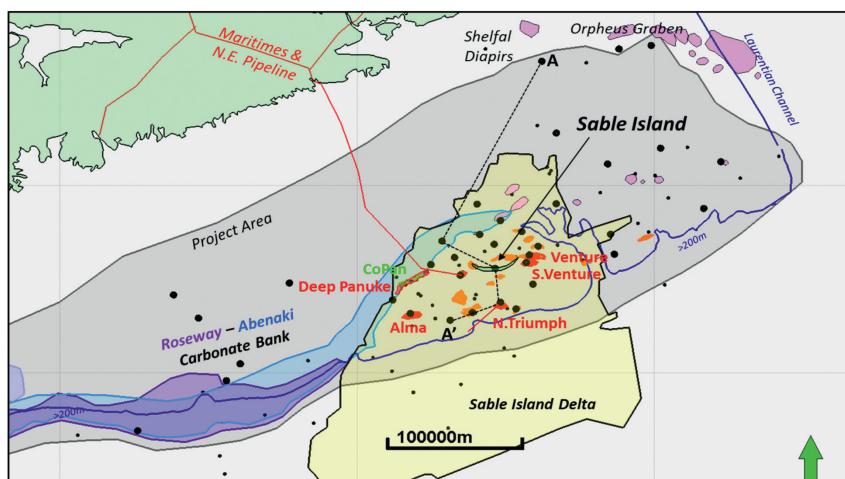 Maritimes &
N.E. Pipeline
Shelfal
Diapirs
Orpheus Graben
Laurentian Channel
A
Sable Island
Project Area
>200m
CoPan
Deep Panuke
Venture
S.Venture
Alma
A'
N.Triumph
Roseway – Abenaki
Carbonate Bank
>200m
Sable Island Delta
100000m